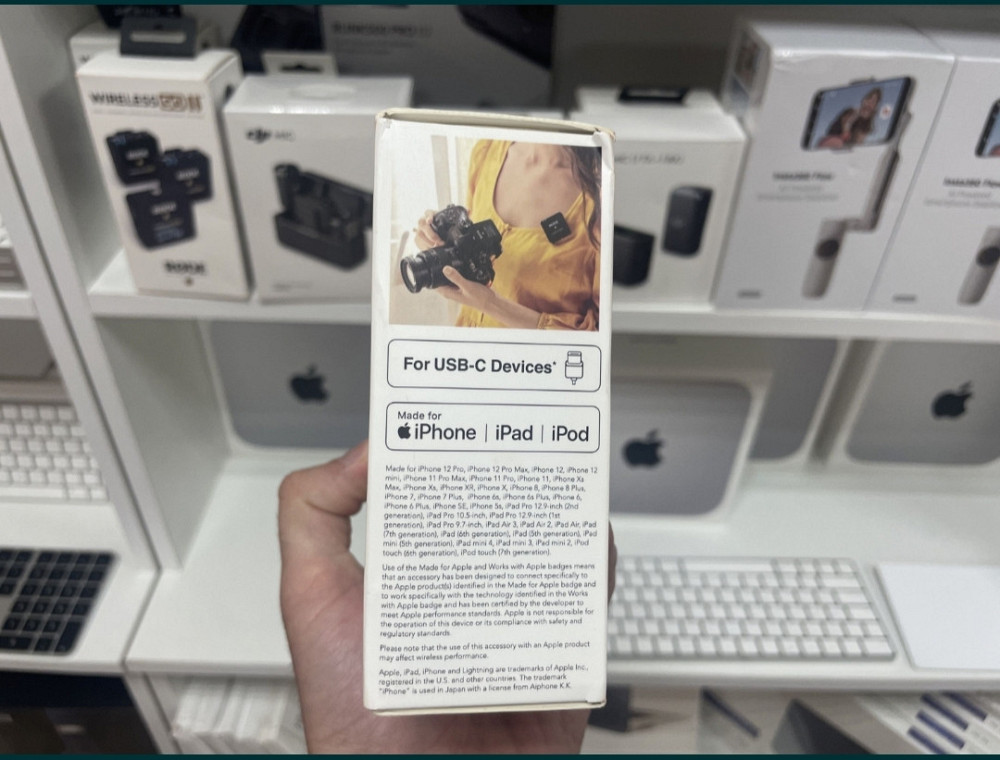 WIRELESS GO II
RODE
dji MIC
For USB-C Devices*
Made for
iPhone | iPad | iPod
Made for iPhone 12 Pro, iPhone 12 Pro Max, iPhone 12, iPhone 12
mini, iPhone 11 Pro Max, iPhone 11 Pro, iPhone 11, iPhone Xs
Max, iPhone Xs, iPhone XR, iPhone X, iPhone 8, iPhone 8 Plus,
iPhone 7, iPhone 7 Plus, iPhone 6s, iPhone 6s Plus, iPhone 6,
iPhone 6 Plus, iPhone SE, iPhone 5s, iPad Pro 12.9-inch (2nd
generation), iPad Pro 10.5-inch, iPad Pro 12.9-inch (1st
generation), iPad Pro 9.7-inch, iPad Air 3, iPad Air 2, iPad Air, iPad
(7th generation), iPad (6th generation), iPad (5th generation), iPad
mini (5th generation), iPad mini 4, iPad mini 3, iPad mini 2, iPod
touch (6th generation), iPod touch (7th generation).
Use of the Made for Apple and Works with Apple badges means
that an accessory has been designed to connect specifically to
the Apple product(s) identified in the Made for Apple badge and
to work specifically with the technology identified in the Works
with Apple badge and has been certified by the developer to
meet Apple performance standards. Apple is not responsible for
the operation of this device or its compliance with safety and
regulatory standards.
Please note that the use of this accessory with an Apple product
may affect wireless performance.
Apple, iPad, iPhone and Lightning are trademarks of Apple Inc.,
registered in the U.S. and other countries. The trademark
"iPhone" is used in Japan with a license from Aiphone K.K.